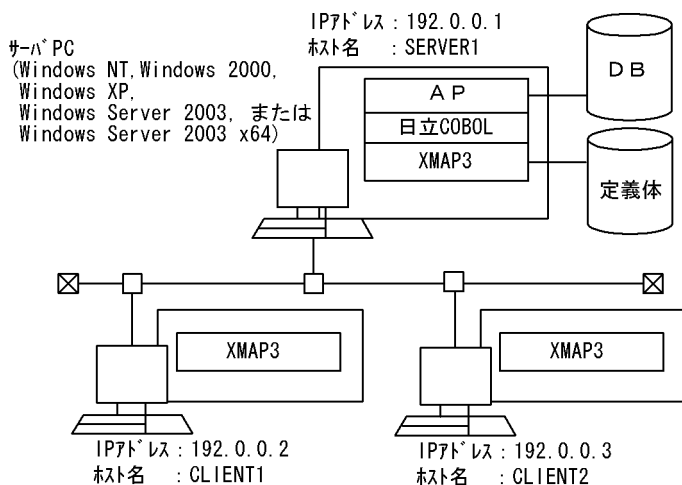 IPｱﾄﾞﾚｽ : 192.0.0.1
ﾎｽﾄ名 : SERVER1
ｻｰﾊﾞPC
(Windows NT, Windows 2000,
Windows XP,
Windows Server 2003, または
Windows Server 2003 x64)
AP
日立COBOL
XMAP3
DB
定義体
XMAP3
XMAP3
IPｱﾄﾞﾚｽ : 192.0.0.2
ﾎｽﾄ名 : CLIENT1
IPｱﾄﾞﾚｽ : 192.0.0.3
ﾎｽﾄ名 : CLIENT2